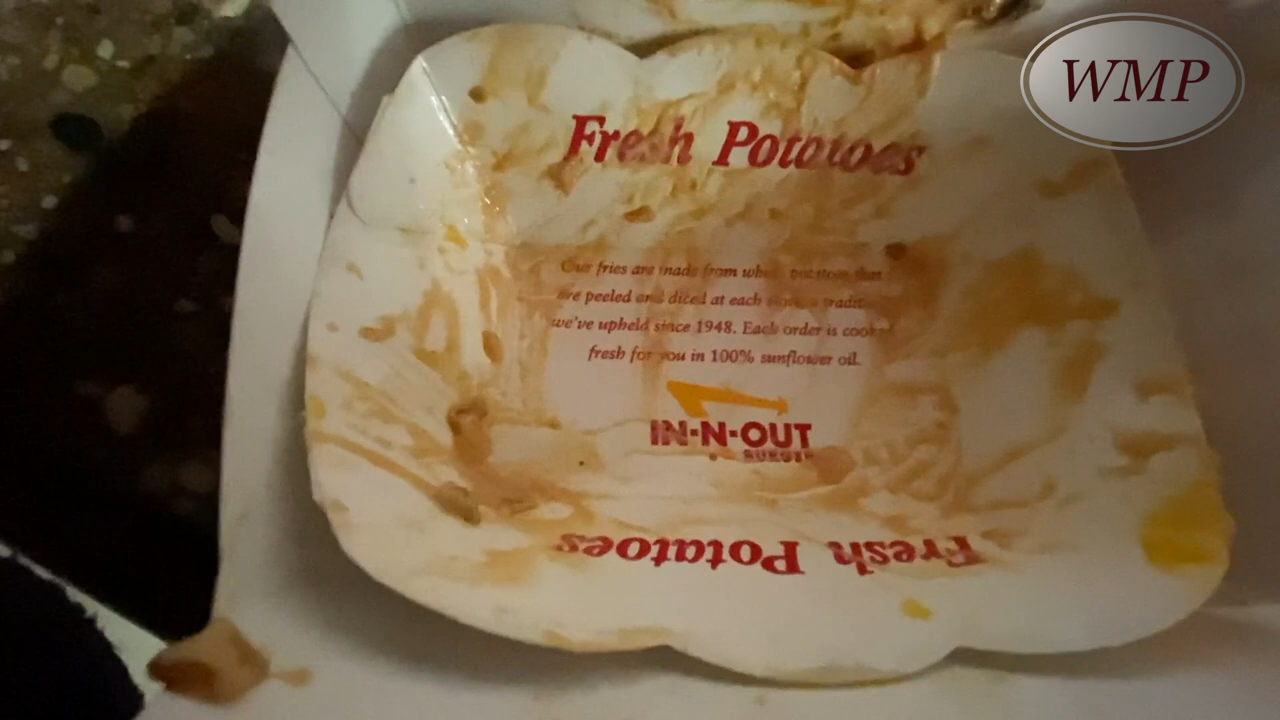 WMP
Fresh Potatoes
Our fries are made from whole potatoes that
are peeled and diced at each store, a tradit
we've upheld since 1948. Each order is cooked
fresh for you in 100% sunflower oil.
IN-N-OUT
BURGER
Fresh Potatoes